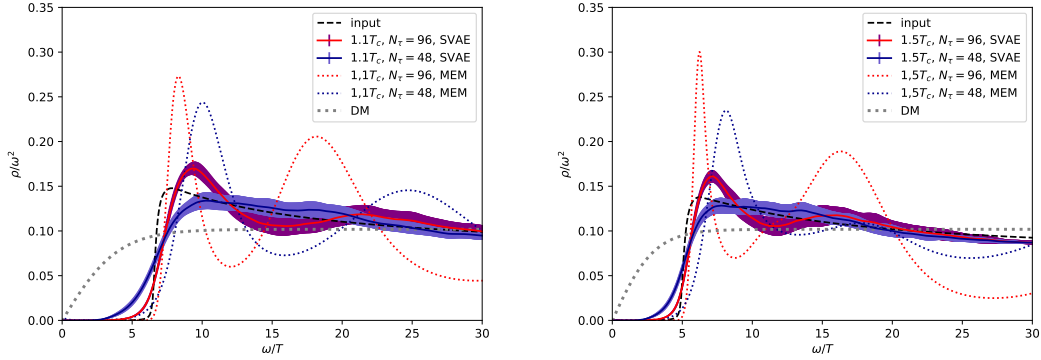 input
1.1T_c, N_τ = 96, SVAE
1.1T_c, N_τ = 48, SVAE
1,1T_c, N_τ = 96, MEM
1,1T_c, N_τ = 48, MEM
DM
0.35
0.30
0.25
0.20
0.15
0.10
0.05
0.00
ρ/ω²
0 5 10 15 20 25 30
ω/T
input
1.5T_c, N_τ = 96, SVAE
1.5T_c, N_τ = 48, SVAE
1,5T_c, N_τ = 96, MEM
1,5T_c, N_τ = 48, MEM
DM
0.35
0.30
0.25
0.20
0.15
0.10
0.05
0.00
ρ/ω²
0 5 10 15 20 25 30
ω/T